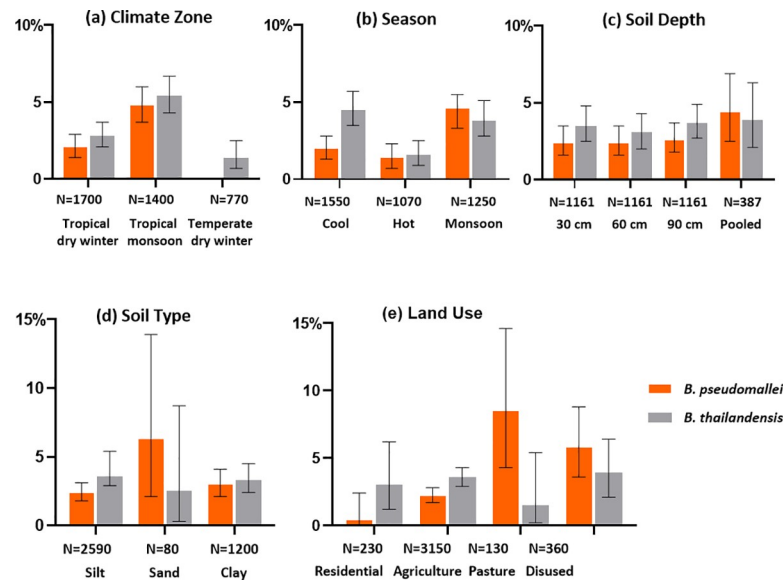 (a) Climate Zone
10%
5
0
N=1700 N=1400 N=770
Tropical Tropical Temperate
dry winter monsoon dry winter
(b) Season
10%
5
0
N=1550 N=1070 N=1250
Cool Hot Monsoon
(c) Soil Depth
10%
5
0
N=1161 N=1161 N=1161 N=387
30 cm 60 cm 90 cm Pooled
(d) Soil Type
15%
10
5
0
N=2590 N=80 N=1200
Silt Sand Clay
(e) Land Use
15%
10
5
0
N=230 N=3150 N=130 N=360
Residential Agriculture Pasture Disused
B. pseudomallei
B. thailandensis